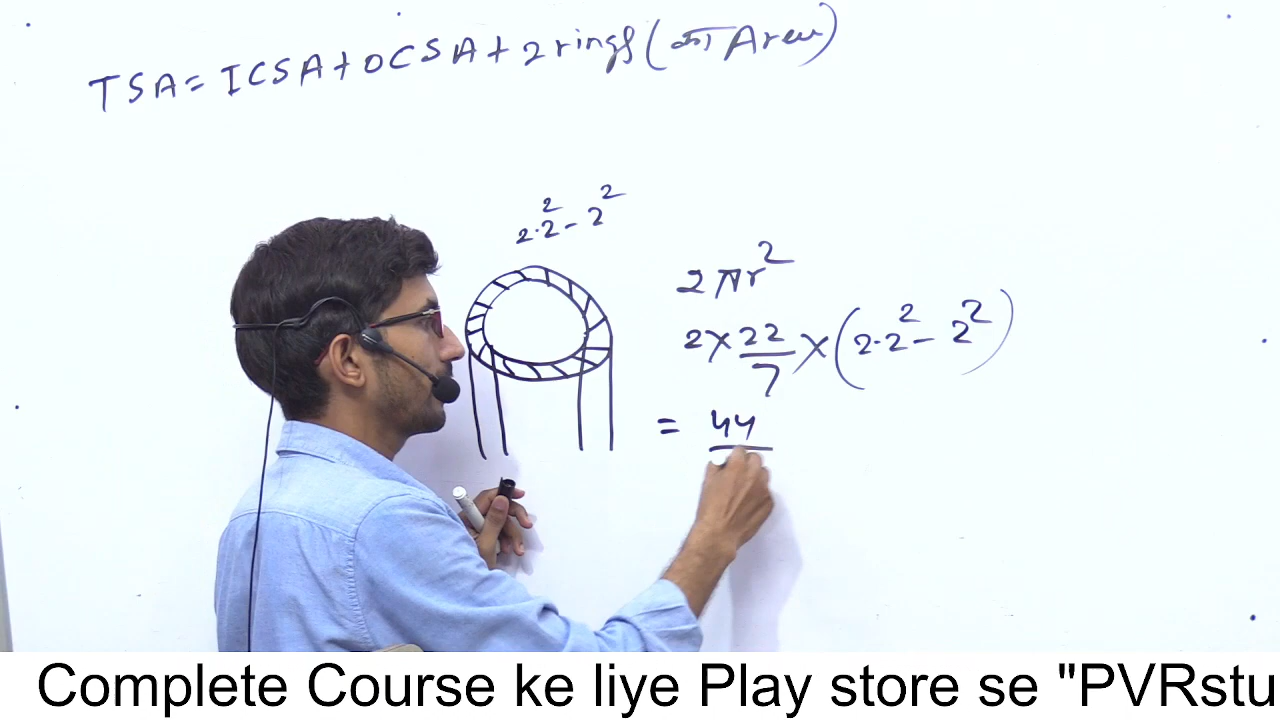 TSA = ICSA + OCSA + 2 rings (का Area)
2·2² - 2²
2πr²
2 × 22/7 × (2·2² - 2²)
= 44
Complete Course ke liye Play store se "PVRstu